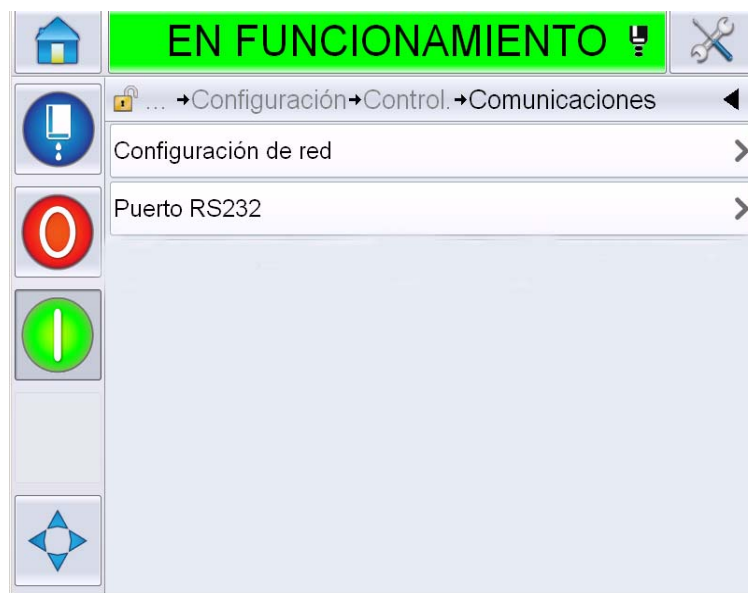 EN FUNCIONAMIENTO
... →Configuración→Control.→Comunicaciones
Configuración de red
Puerto RS232